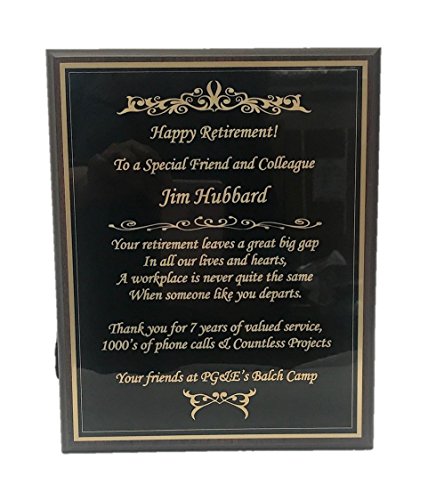 Happy Retirement!
To a Special Friend and Colleague
Jim Hubbard
Your retirement leaves a great big gap
In all our lives and hearts,
A workplace is never quite the same
When someone like you departs.
Thank you for 7 years of valued service,
1000's of phone calls & Countless Projects
Your friends at PG&E's Balch Camp